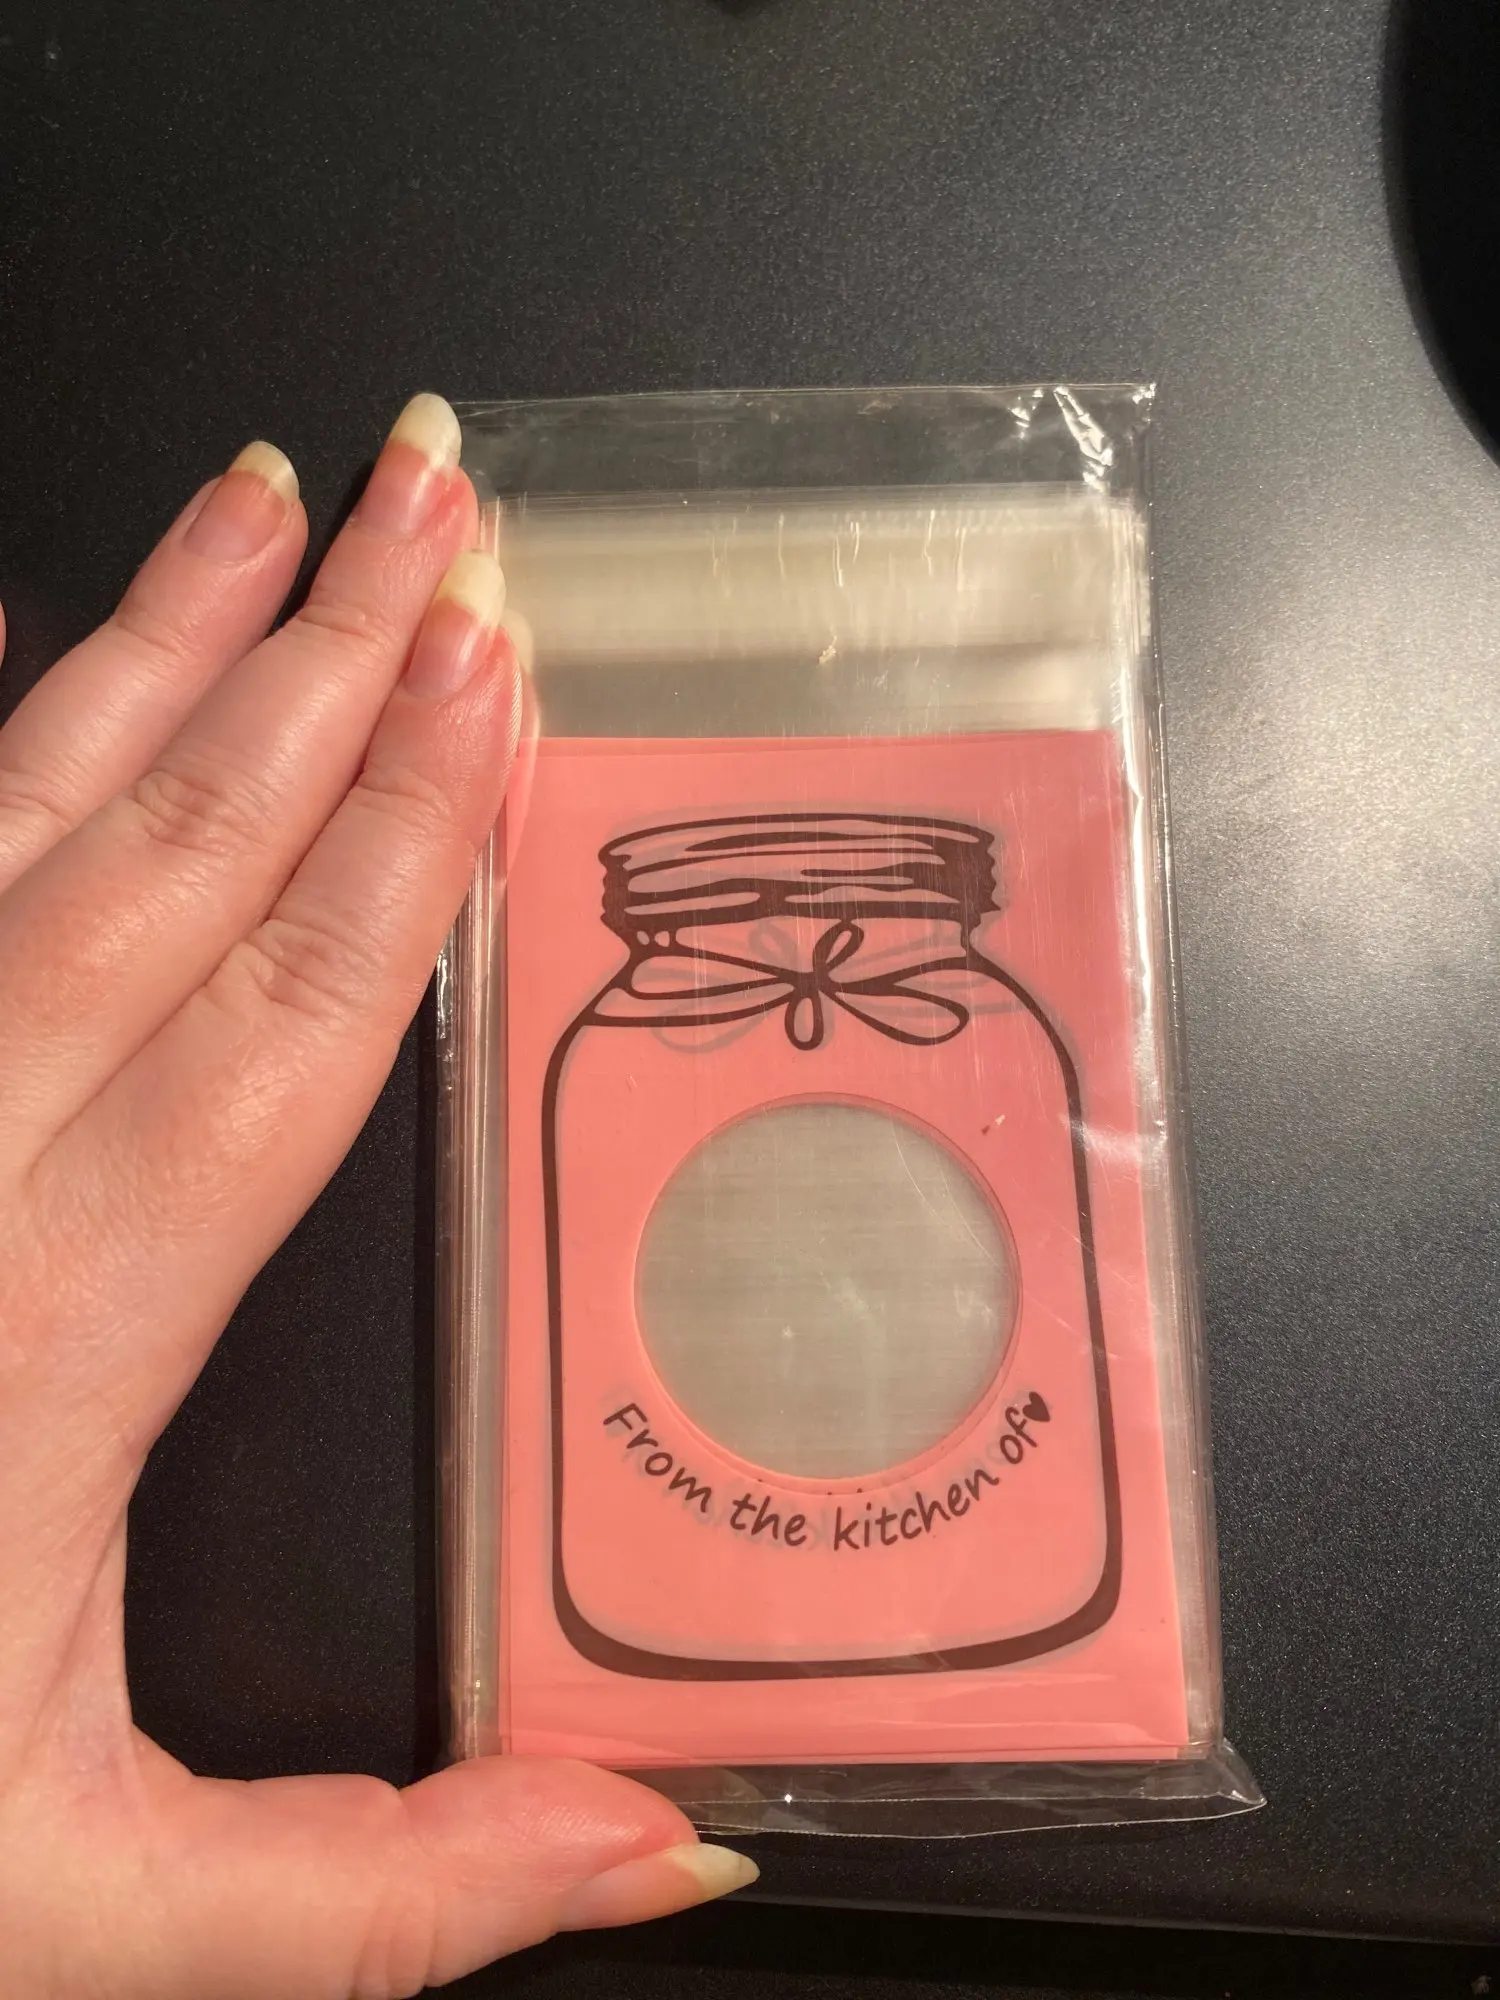 From the kitchen of♥